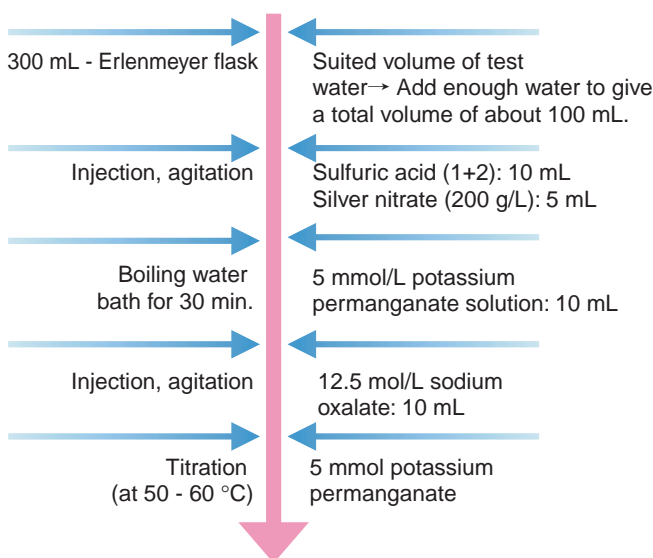 300 mL - Erlenmeyer flask
Suited volume of test
water→ Add enough water to give
a total volume of about 100 mL.
Injection, agitation
Sulfuric acid (1+2): 10 mL
Silver nitrate (200 g/L): 5 mL
Boiling water
bath for 30 min.
5 mmol/L potassium
permanganate solution: 10 mL
Injection, agitation
12.5 mol/L sodium
oxalate: 10 mL
Titration
(at 50 - 60 °C)
5 mmol potassium
permanganate